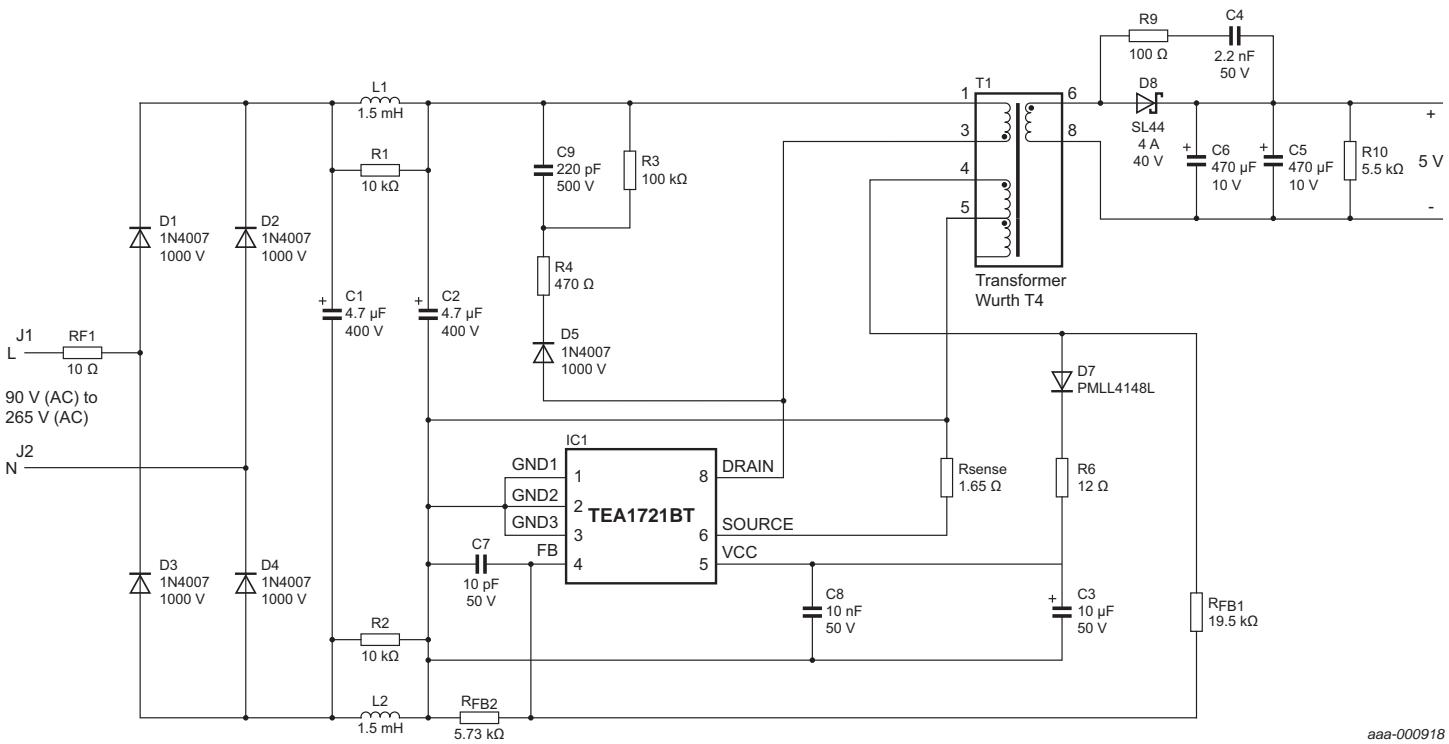 R9
100 Ω
C4
2.2 nF
50 V
L1
1.5 mH
T1
1
3
4
5
6
8
D8
SL44
4 A
40 V
C6
470 µF
10 V
+
C5
470 µF
10 V
+
R10
5.5 kΩ
+
5 V
-
R1
10 kΩ
C9
220 pF
500 V
R3
100 kΩ
D1
1N4007
1000 V
D2
1N4007
1000 V
R4
470 Ω
Transformer
Wurth T4
+
C1
4.7 µF
400 V
+
C2
4.7 µF
400 V
D5
1N4007
1000 V
J1
L
RF1
10 Ω
90 V (AC) to
265 V (AC)
J2
N
D7
PMLL4148L
IC1
GND1
1
GND2
2
GND3
3
FB
4
TEA1721BT
8
DRAIN
6
SOURCE
5
VCC
Rsense
1.65 Ω
R6
12 Ω
C7
10 pF
50 V
D3
1N4007
1000 V
D4
1N4007
1000 V
C8
10 nF
50 V
+
C3
10 µF
50 V
RFB1
19.5 kΩ
R2
10 kΩ
L2
1.5 mH
RFB2
5.73 kΩ
aaa-000918